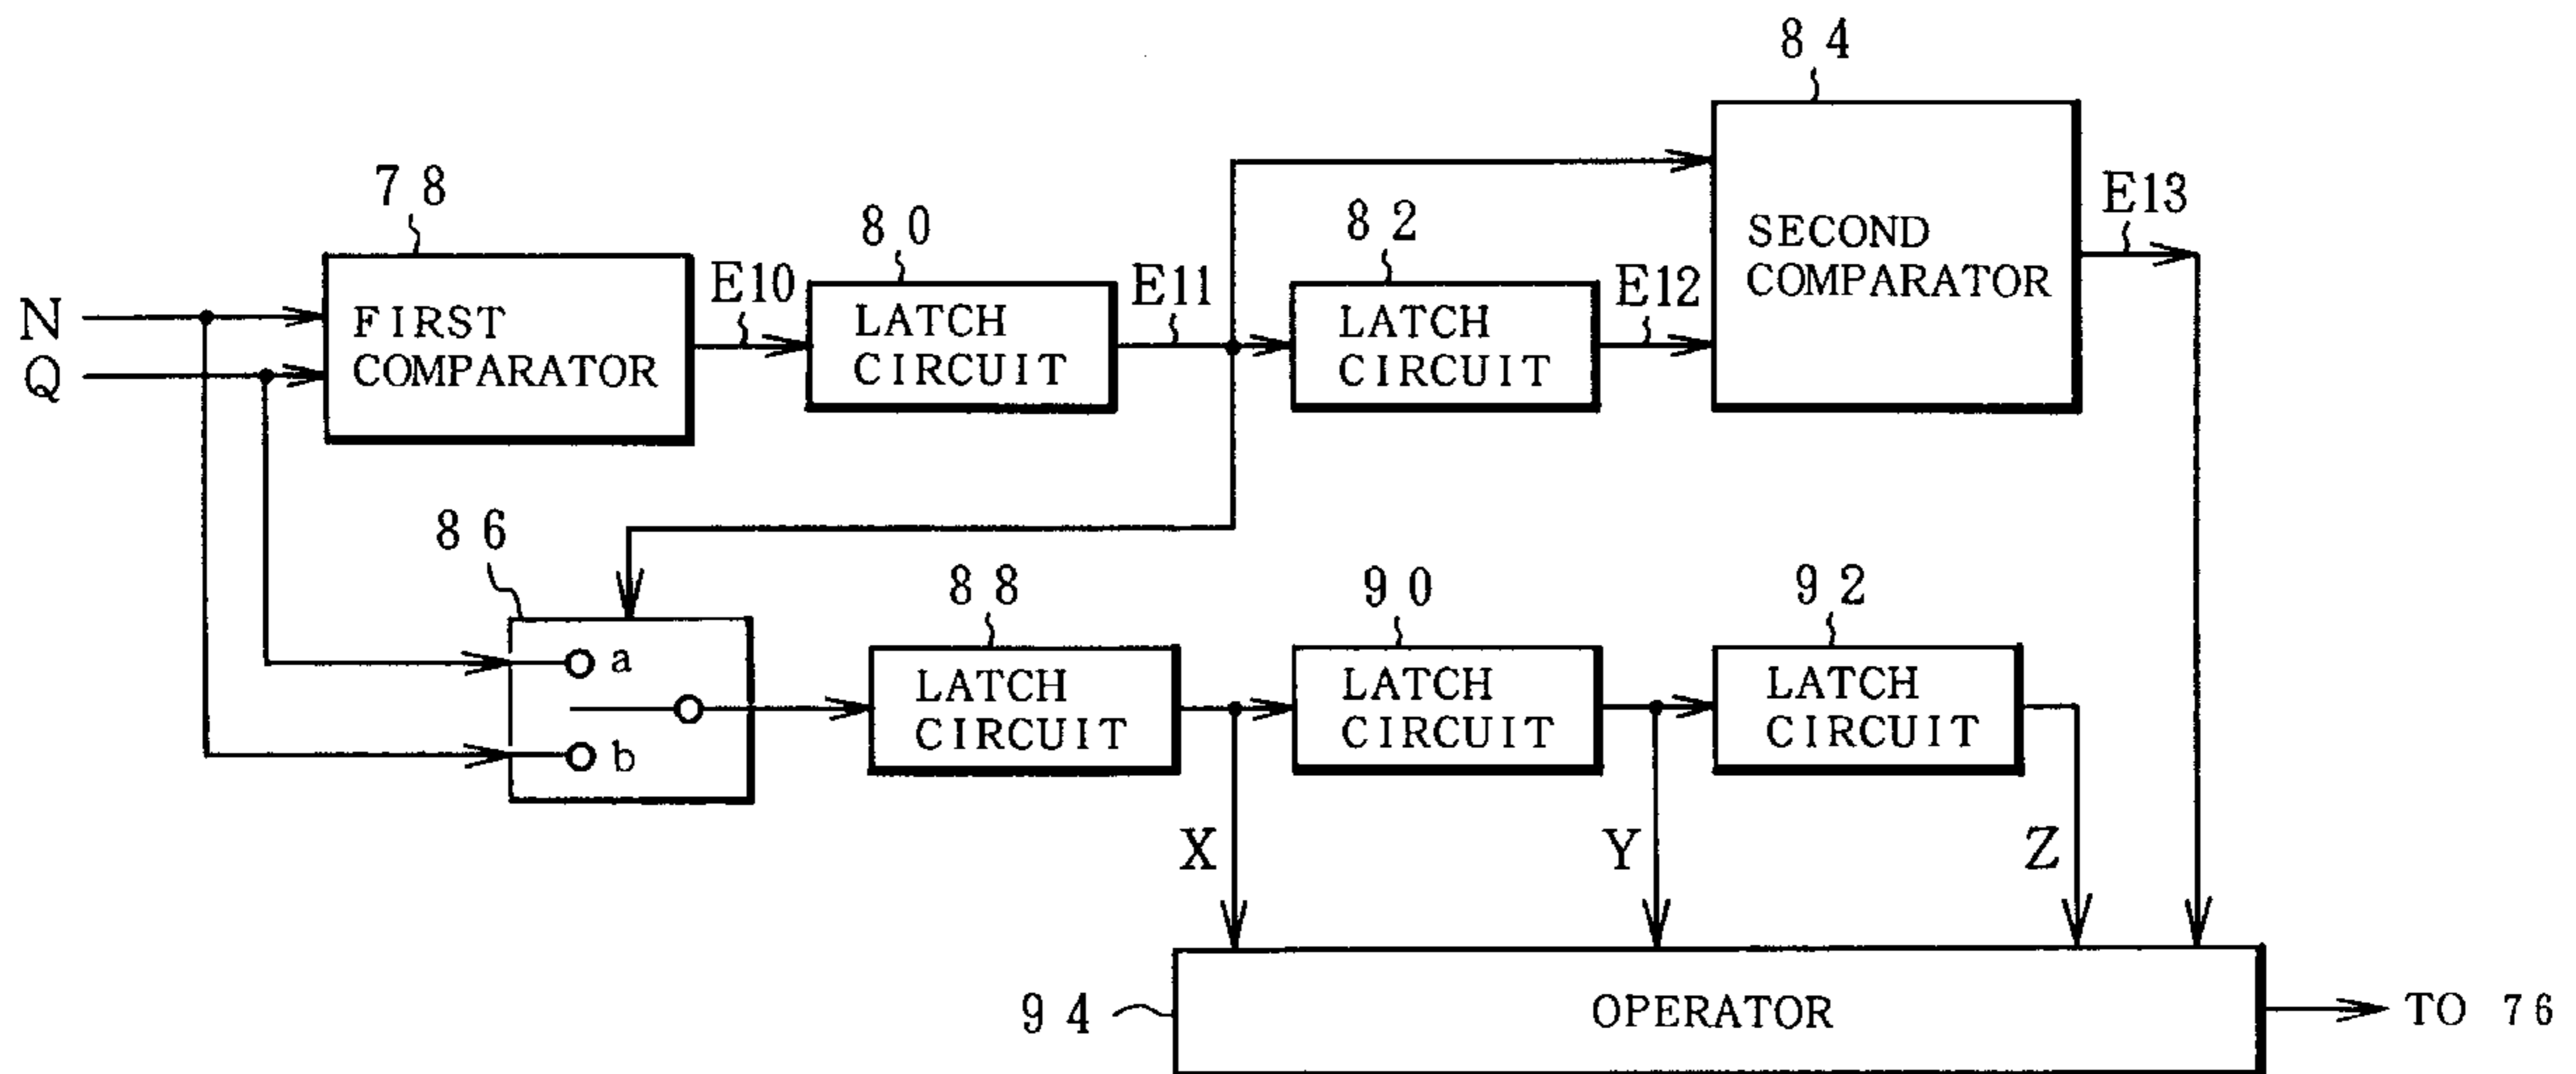 84
78
80
82
E13
SECOND
COMPARATOR
E10
E11
E12
N
Q
FIRST
COMPARATOR
LATCH
CIRCUIT
LATCH
CIRCUIT
86
88
90
92
a
b
LATCH
CIRCUIT
LATCH
CIRCUIT
LATCH
CIRCUIT
X
Y
Z
94
OPERATOR
TO 76